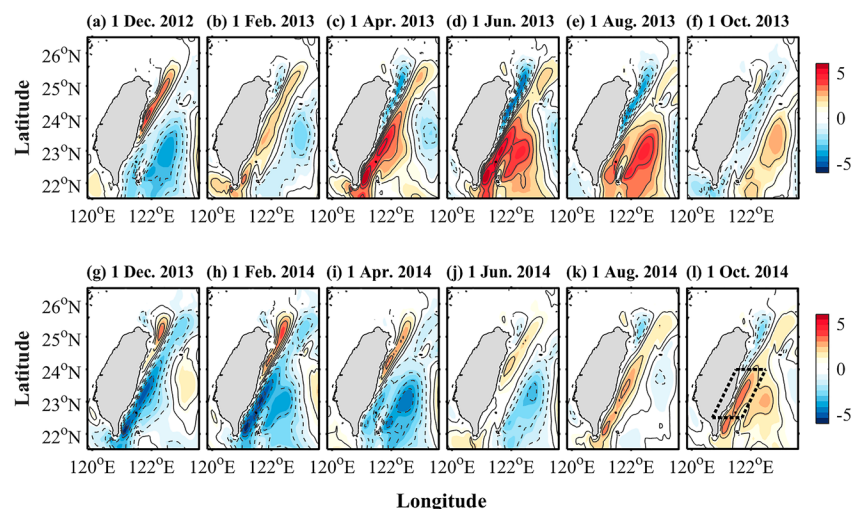 (a) 1 Dec. 2012 (b) 1 Feb. 2013 (c) 1 Apr. 2013 (d) 1 Jun. 2013 (e) 1 Aug. 2013 (f) 1 Oct. 2013
26°N
25°N
24°N
23°N
22°N
Latitude
120°E 122°E 120°E 122°E 120°E 122°E 120°E 122°E 120°E 122°E 120°E 122°E
5
0
-5
(g) 1 Dec. 2013 (h) 1 Feb. 2014 (i) 1 Apr. 2014 (j) 1 Jun. 2014 (k) 1 Aug. 2014 (l) 1 Oct. 2014
26°N
25°N
24°N
23°N
22°N
Latitude
120°E 122°E 120°E 122°E 120°E 122°E 120°E 122°E 120°E 122°E 120°E 122°E
5
0
-5
Longitude